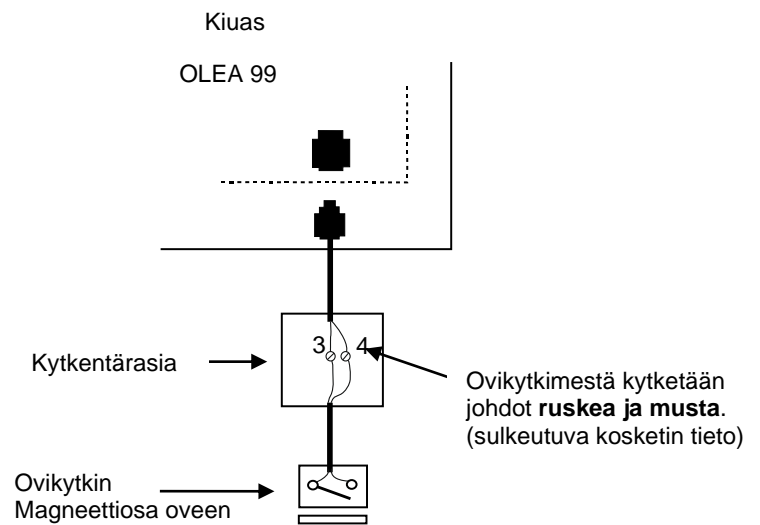 Kiuas
OLEA 99
3 4
Kytkentärasia
Ovikytkimestä kytketään
johdot ruskea ja musta.
(sulkeutuva kosketin tieto)
Ovikytkin
Magneettiosa oveen